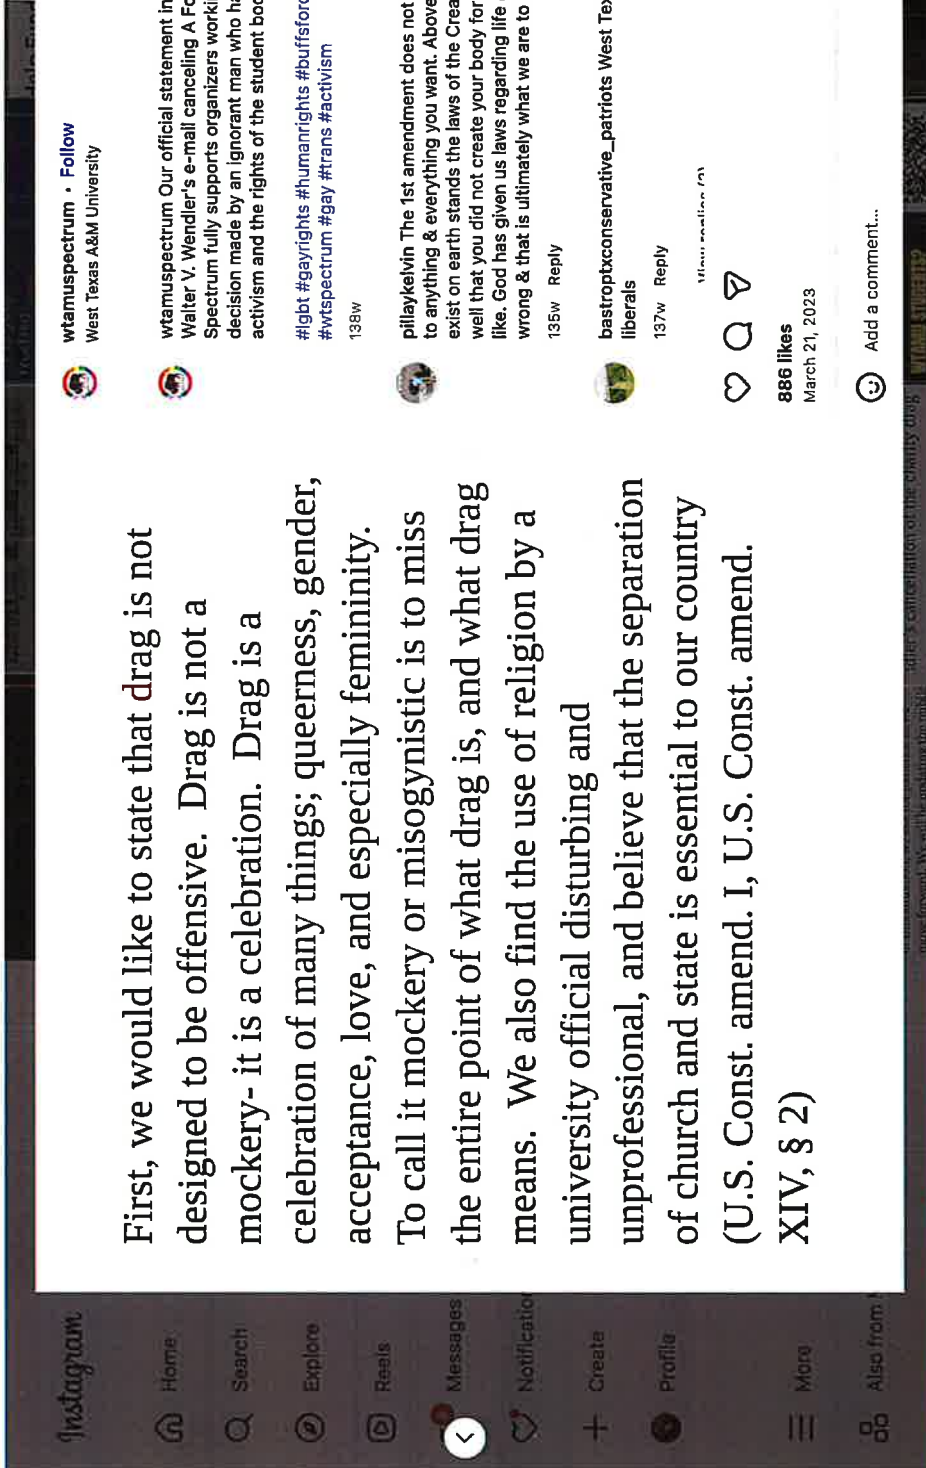 Instagram
Home
Search
Explore
Reels
Messages
Notification
Create
Profile
More
Also from
First, we would like to state that drag is not
designed to be offensive. Drag is not a
mockery- it is a celebration. Drag is a
celebration of many things; queerness, gender,
acceptance, love, and especially femininity.
To call it mockery or misogynistic is to miss
the entire point of what drag is, and what drag
means. We also find the use of religion by a
university official disturbing and
unprofessional, and believe that the separation
of church and state is essential to our country
(U.S. Const. amend. I, U.S. Const. amend.
XIV, § 2)
wtamuspectrum • Follow
West Texas A&M University
wtamuspectrum Our official statement in
Walter V. Wendler's e-mail canceling A Fo
Spectrum fully supports organizers worki
decision made by an ignorant man who ha
activism and the rights of the student boo
#lgbt #gayrights #humanrights #buffsford
#wtspectrum #gay #trans #activism
138w
pillaykelvin The 1st amendment does not
to anything & everything you want. Above
exist on earth stands the laws of the Crea
well that you did not create your body for
like. God has given us laws regarding life
wrong & that is ultimately what we are to
135w Reply
bastroptxconservative_patriots West Tex
liberals
137w Reply
886 likes
March 21, 2023
Add a comment...